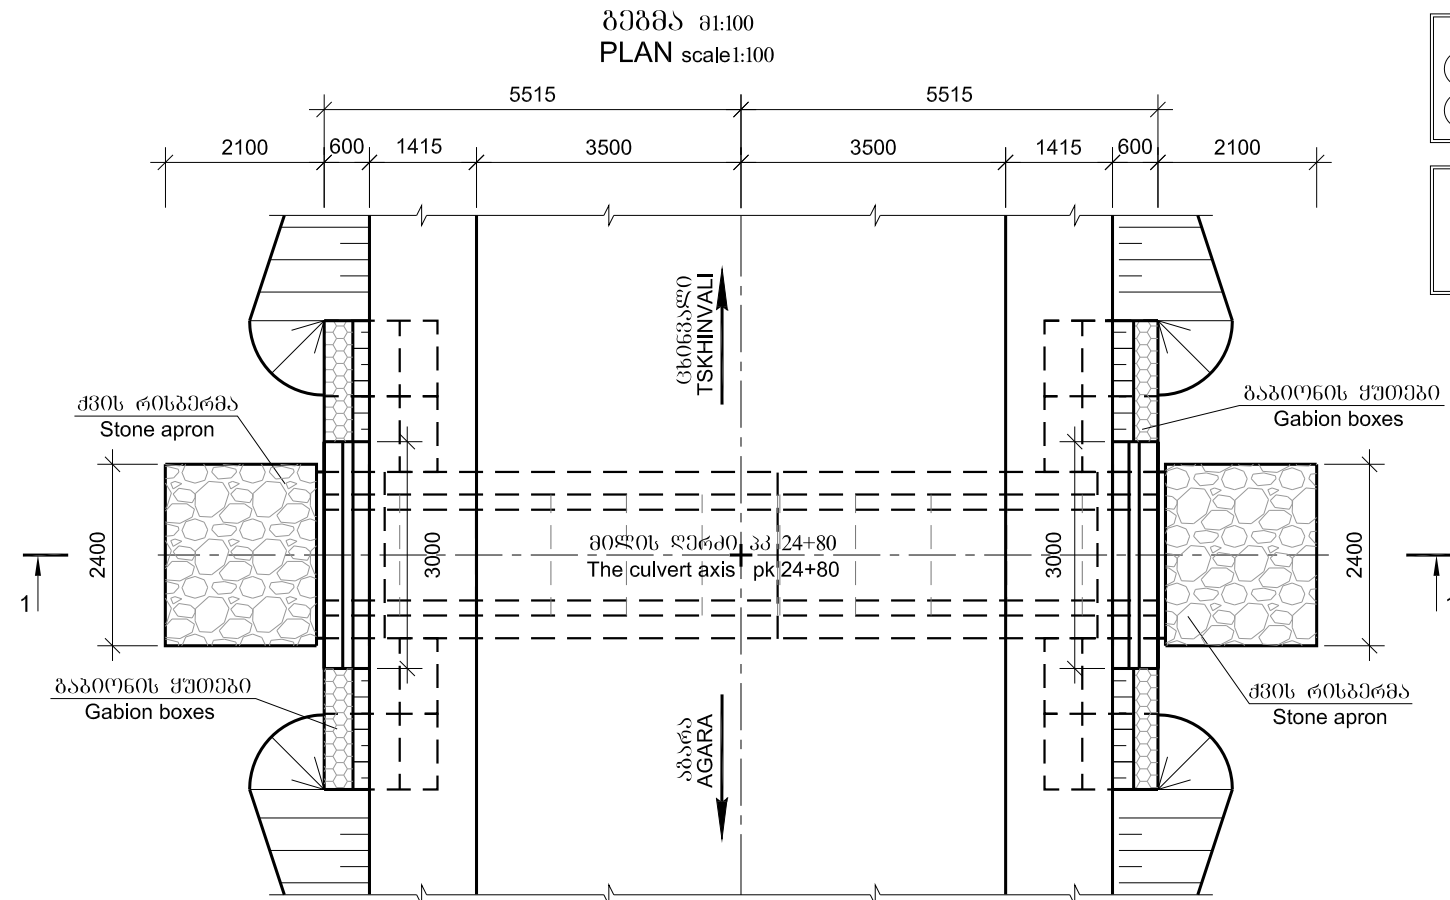 გეგმა მ1:100
PLAN scale1:100
5515 5515
2100 600 1415 3500 3500 1415 600 2100
ცხინვალი
TSKHINVALI
ქვის რისბერმა
Stone apron
გაბიონის ყუთები
Gabion boxes
2400 3000 3000 2400
მილის ღერძი პკ 24+80
The culvert axis pk 24+80
1
გაბიონის ყუთები
Gabion boxes
ქვის რისბერმა
Stone apron
აგარა
AGARA